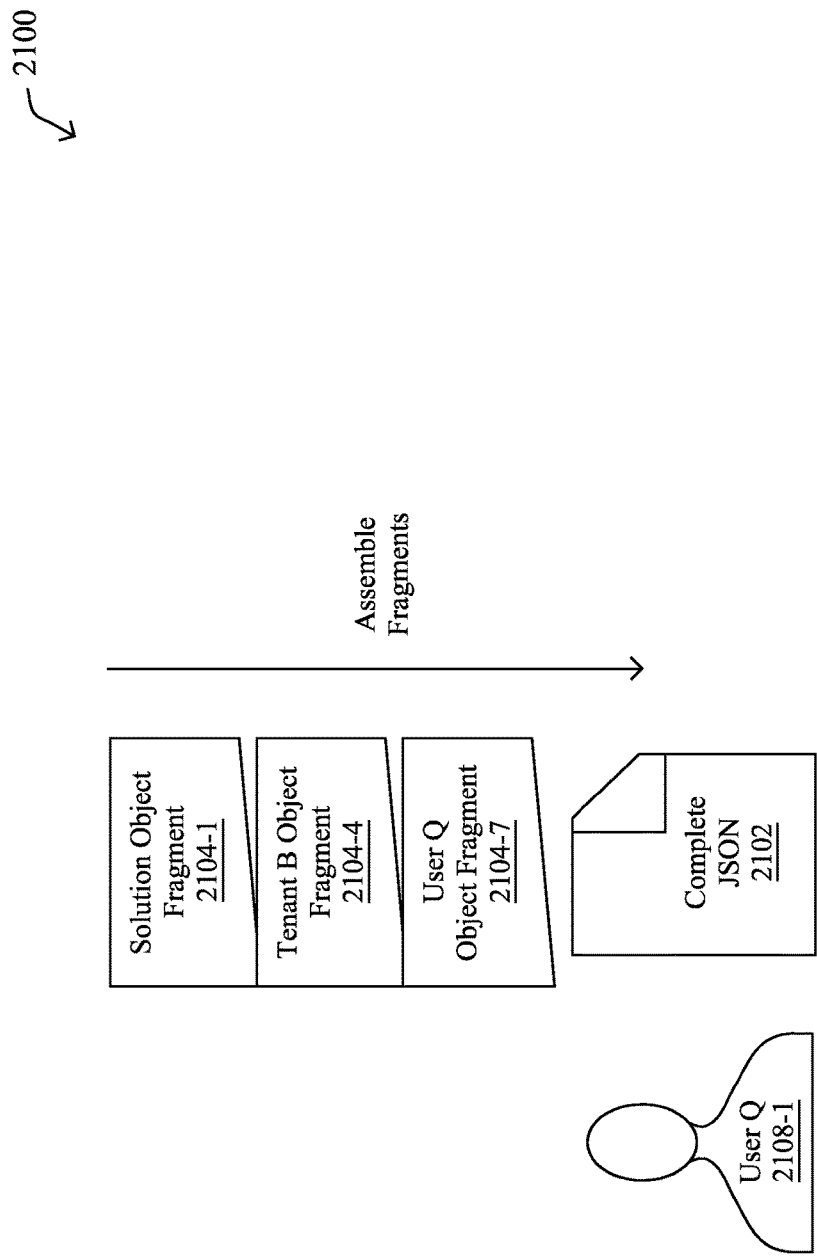 2100
Solution Object
Fragment
2104-1
Tenant B Object
Fragment
2104-4
User Q
Object Fragment
2104-7
Assemble
Fragments
Complete
JSON
2102
User Q
2108-1